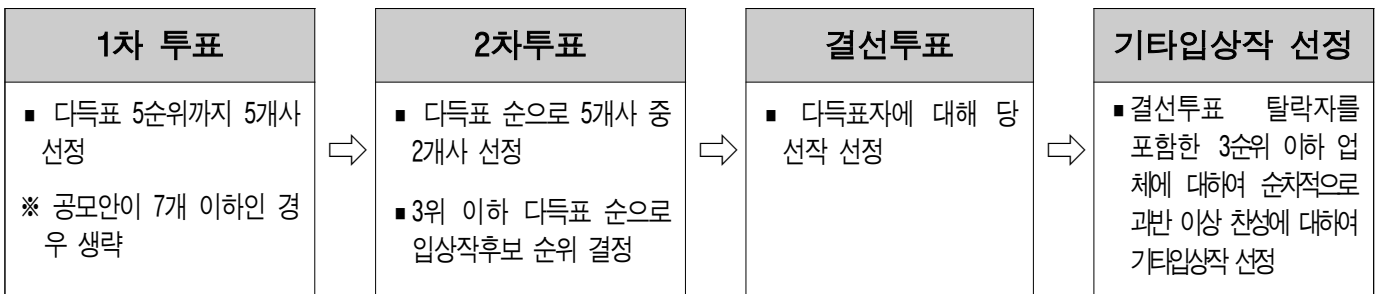 1차 투표
■ 다득표 5순위까지 5개사
선정
※ 공모안이 7개 이하인 경
우 생략
⇨
2차투표
■ 다득표 순으로 5개사 중
2개사 선정
■ 3위 이하 다득표 순으로
입상작후보 순위 결정
⇨
결선투표
■ 다득표자에 대해 당
선작 선정
⇨
기타입상작 선정
■ 결선투표 탈락자를
포함한 3순위 이하 업
체에 대하여 순차적으로
과반 이상 찬성에 대하여
기타입상작 선정